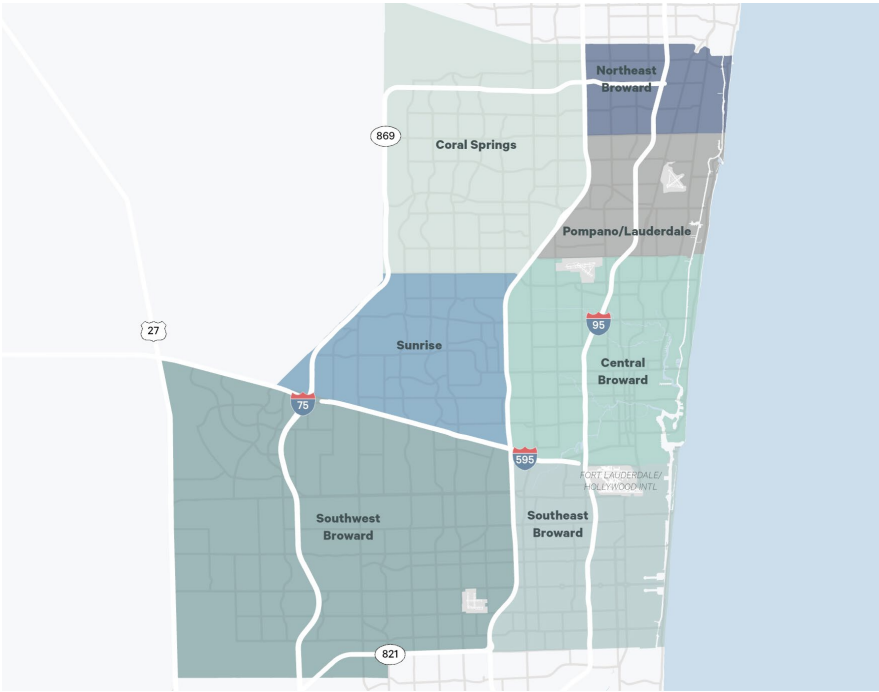 Northeast
Broward
869
Coral Springs
Pompano/Lauderdale
27
95
Sunrise
Central
Broward
75
595
FORT LAUDERDALE/
HOLLYWOOD INTL
Southwest
Broward
Southeast
Broward
821